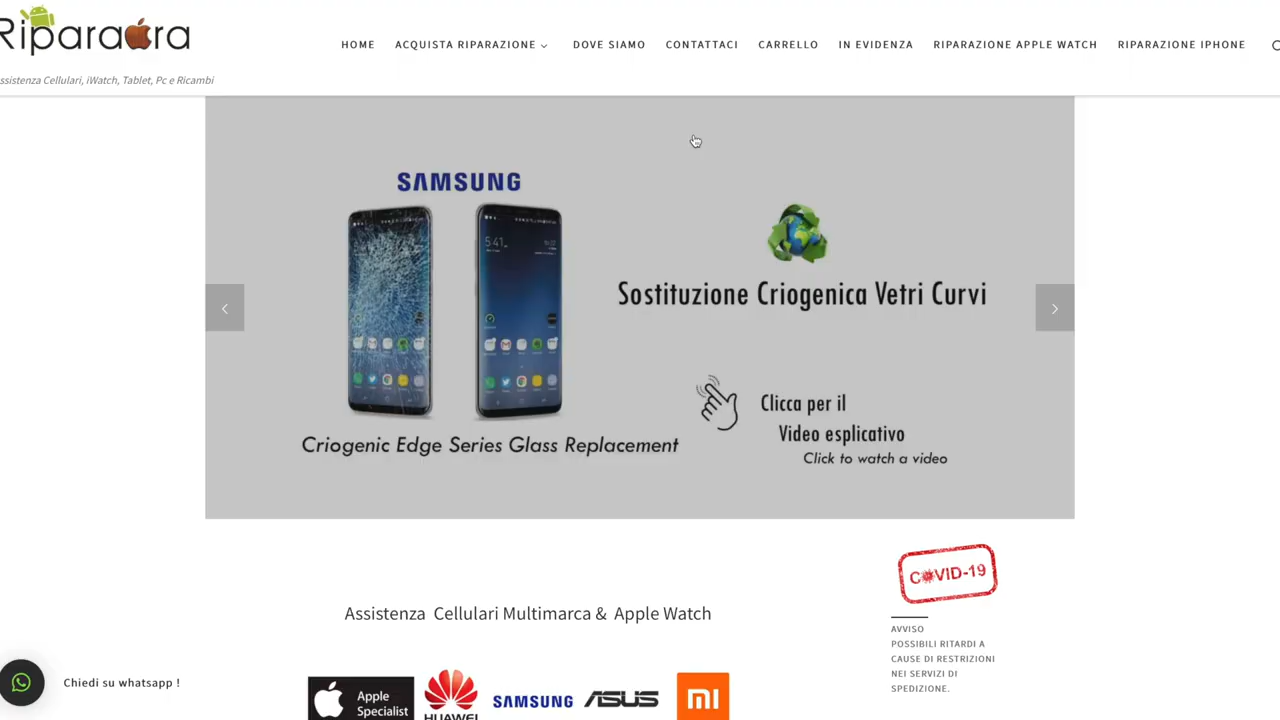 Riparaora
HOME ACQUISTA RIPARAZIONE DOVE SIAMO CONTATTACI CARRELLO IN EVIDENZA RIPARAZIONE APPLE WATCH RIPARAZIONE IPHONE
ssistenza Cellulari, iWatch, Tablet, Pc e Ricambi
SAMSUNG
5:41
Sostituzione Criogenica Vetri Curvi
Clicca per il
Video esplicativo
Click to watch a video
Criogenic Edge Series Glass Replacement
COVID-19
Assistenza Cellulari Multimarca & Apple Watch
AVVISO
POSSIBILI RITARDI A
CAUSE DI RESTRIZIONI
NEI SERVIZI DI
SPEDIZIONE.
Chiedi su whatsapp !
Apple
Specialist
HUAWEI
SAMSUNG
ASUS
MI